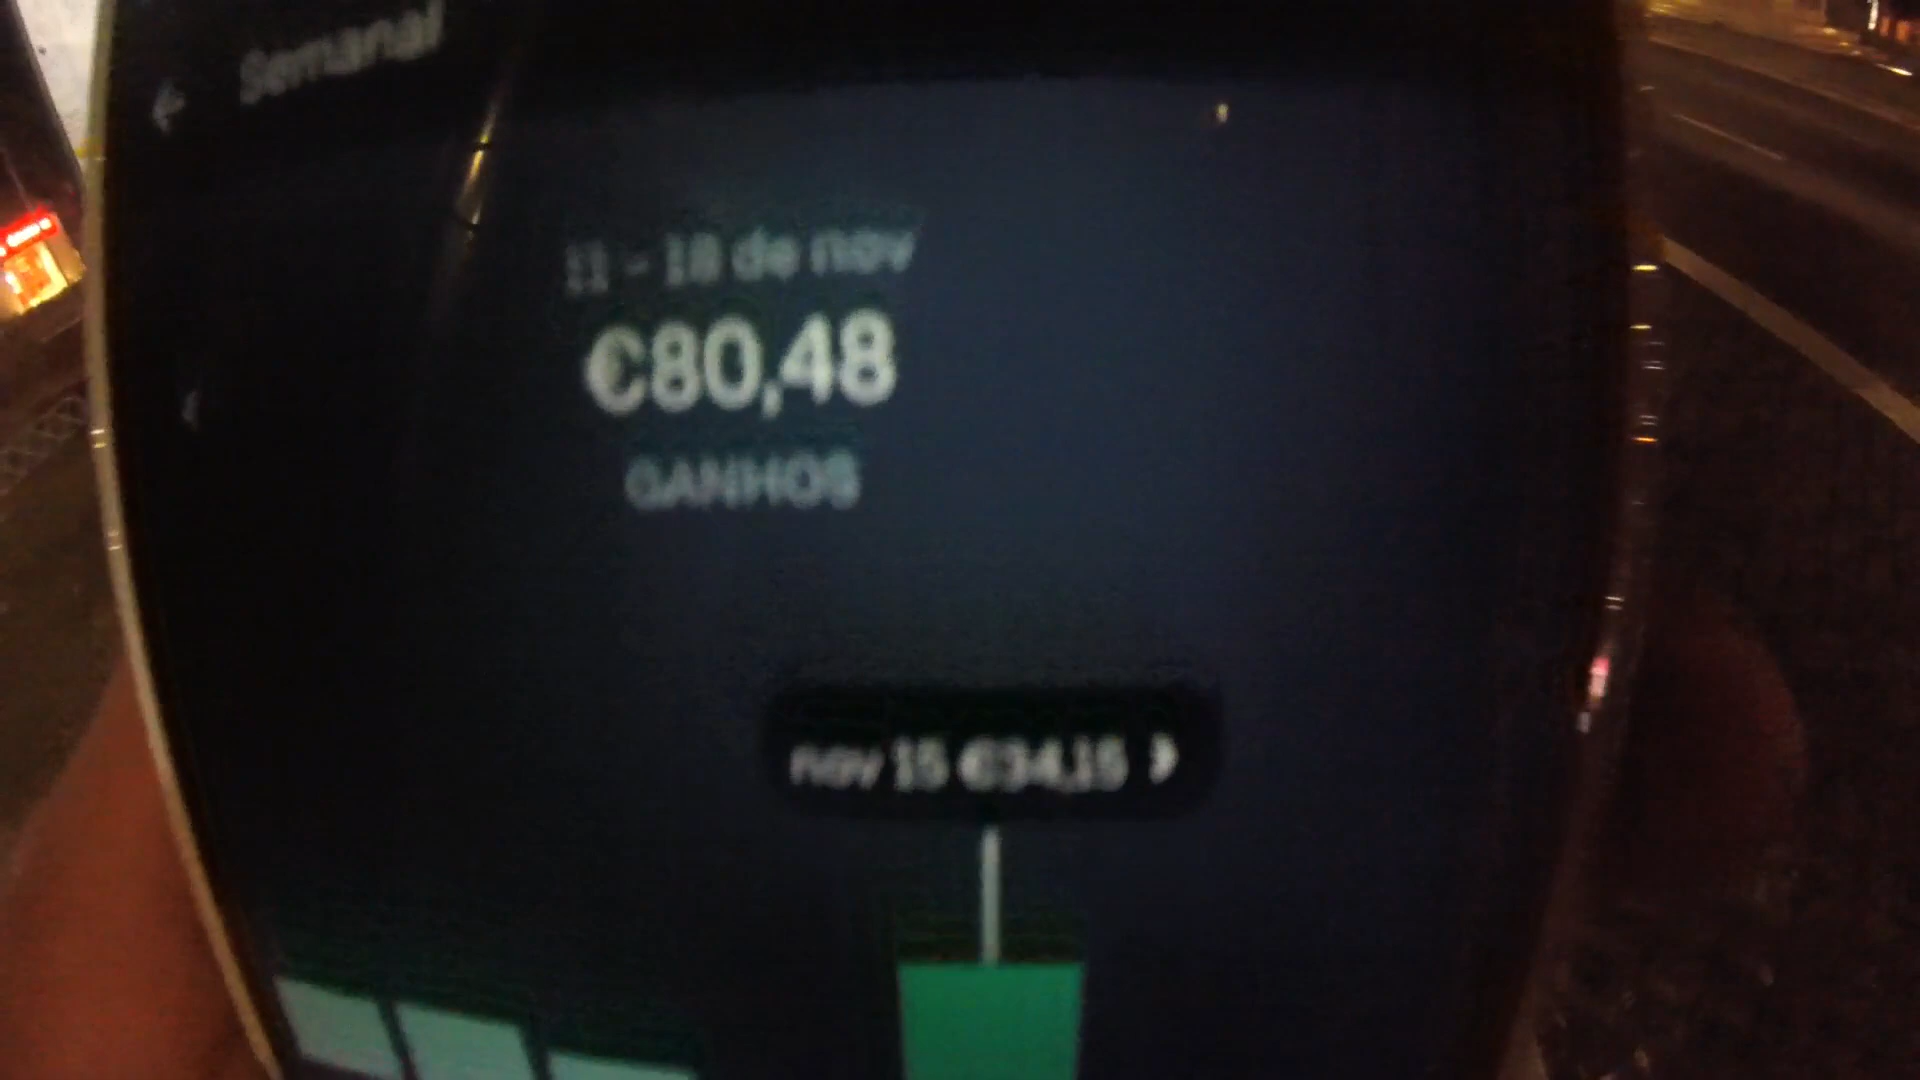 Semanal
11 - 18 de nov
€80,48
GANHOS
nov 15 €34,15